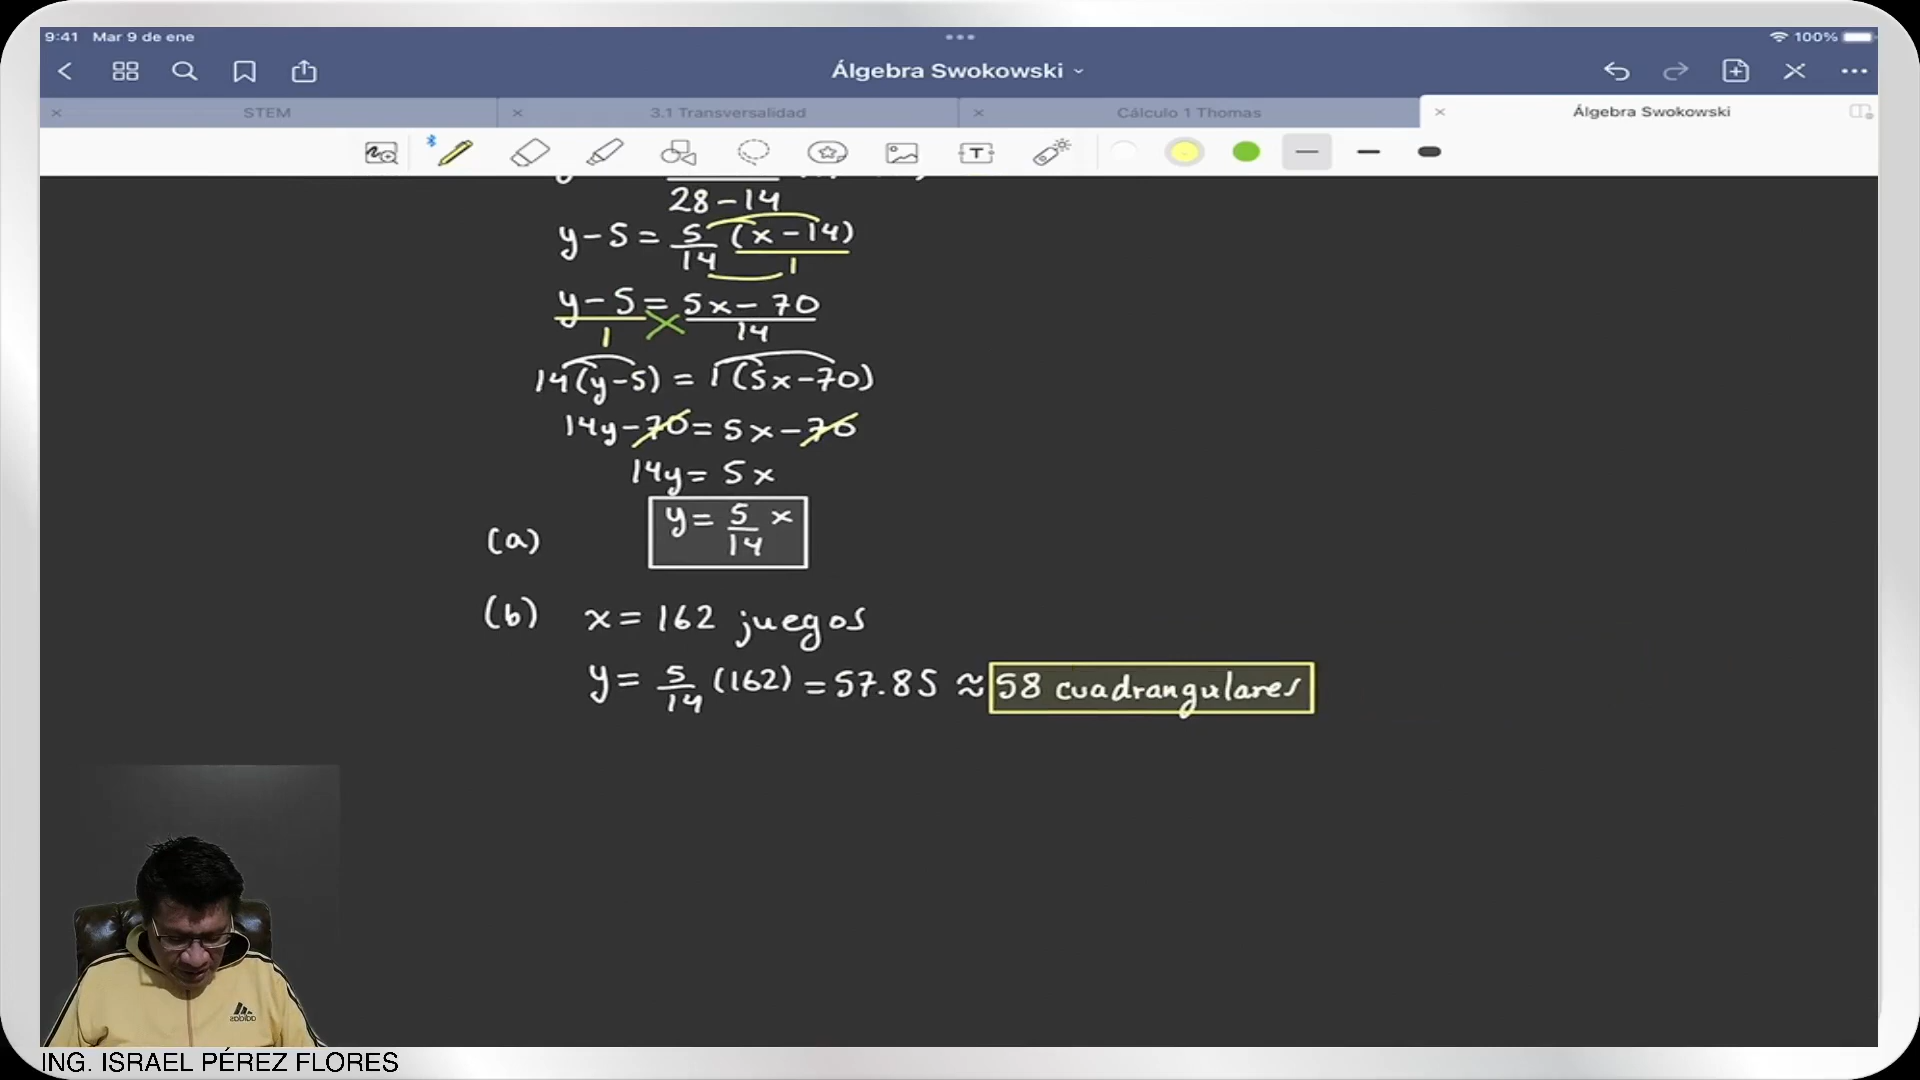 9:41 Mar 9 de ene 100%
Álgebra Swokowski
STEM 3.1 Transversalidad Cálculo 1 Thomas Álgebra Swokowski
28-14
y-5 = 5/14 (x-14)/1
(y-5)/1 = (5x-70)/14
14(y-5) = 1(5x-70)
14y-70 = 5x-70
14y = 5x
(a) y = 5/14 x
(b) x = 162 juegos
y = 5/14 (162) = 57.85 ≈ 58 cuadrangulares
adidas
ING. ISRAEL PÉREZ FLORES